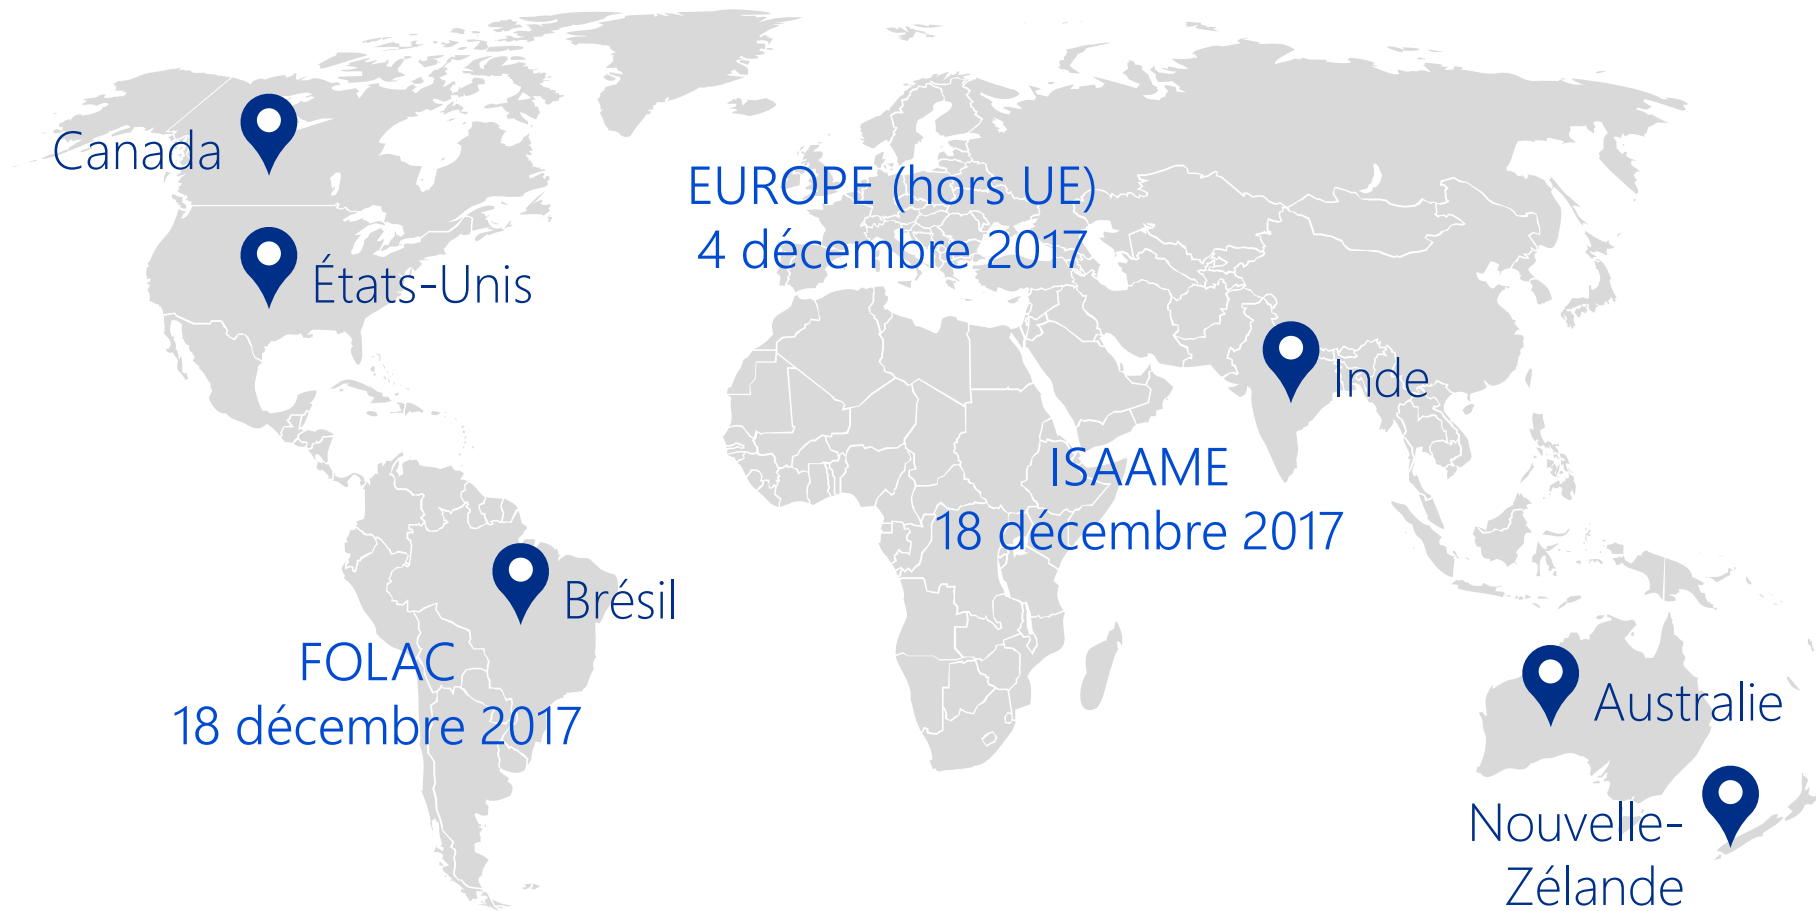 Canada
États-Unis
EUROPE (hors UE)
4 décembre 2017
Inde
ISAAME
18 décembre 2017
Brésil
FOLAC
18 décembre 2017
Australie
Nouvelle-
Zélande